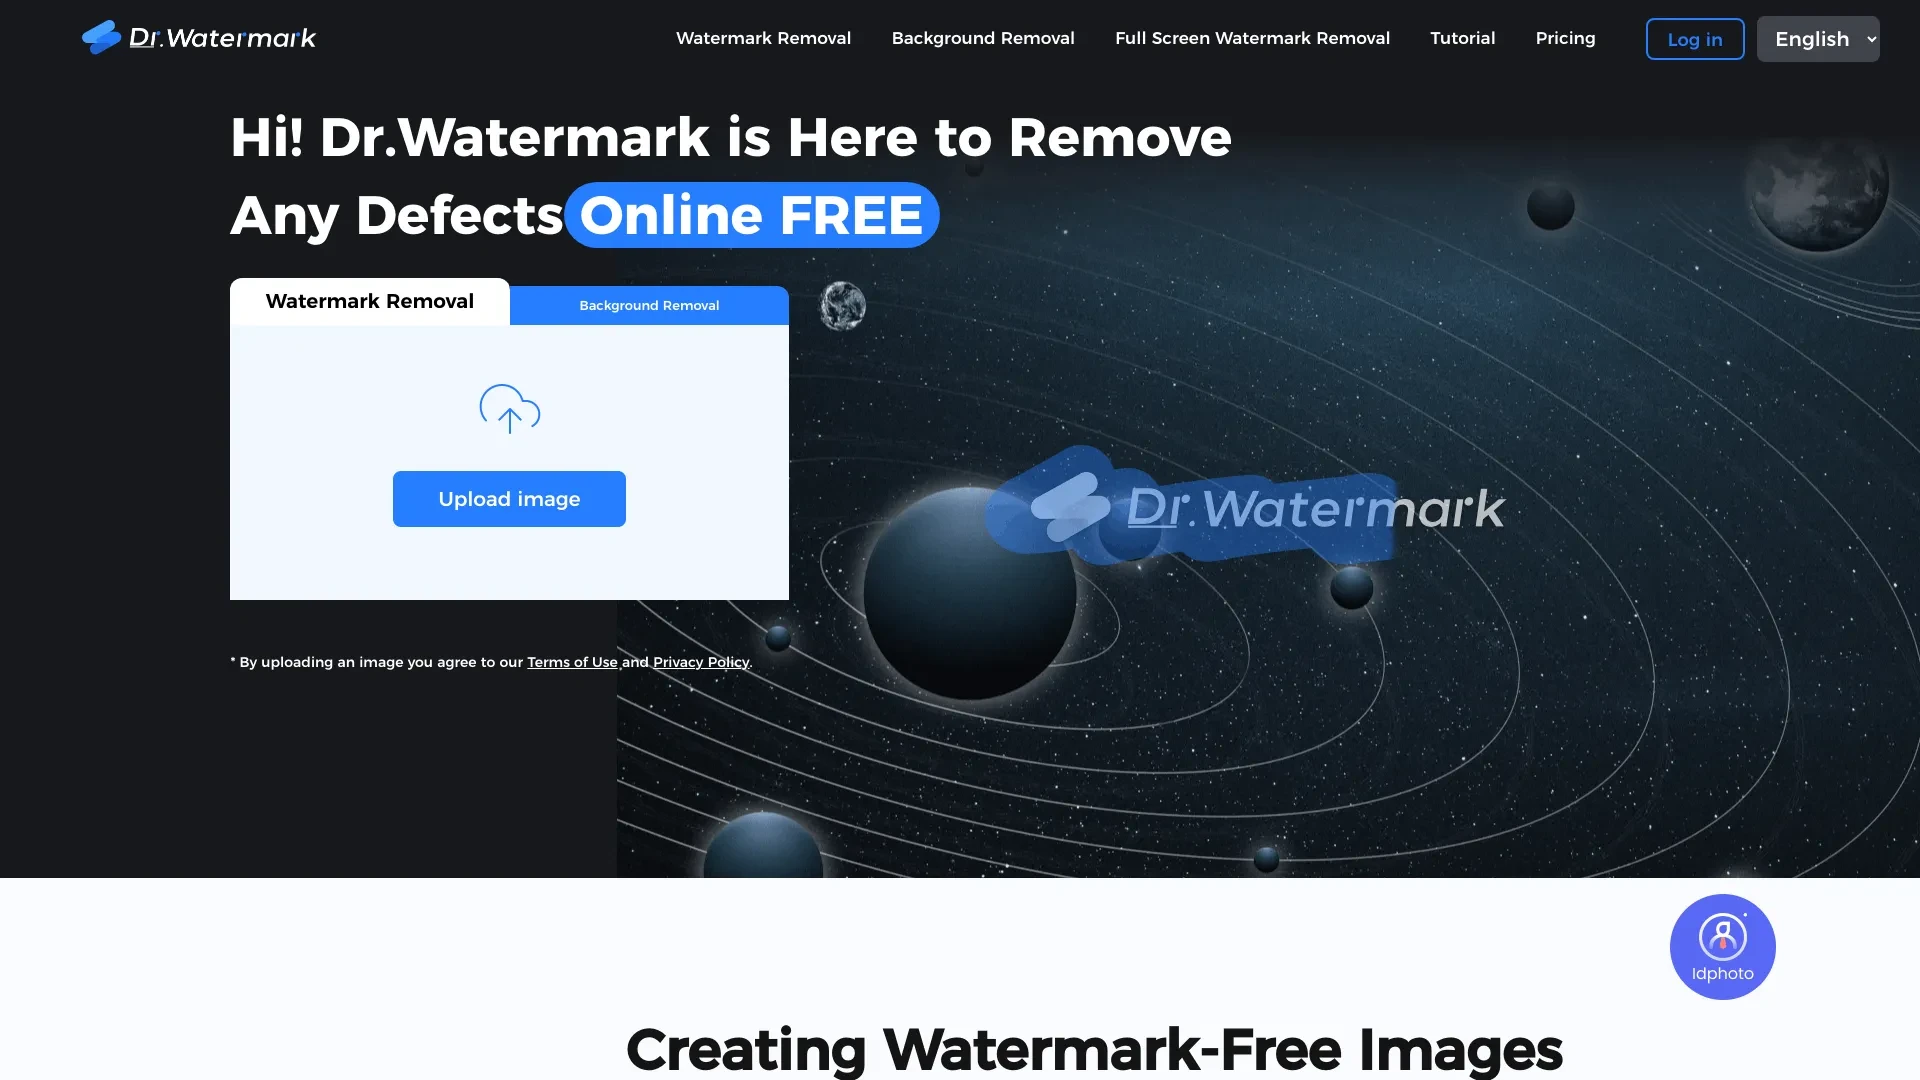 Dr.Watermark
Watermark Removal
Background Removal
Full Screen Watermark Removal
Tutorial
Pricing
Log in
English
Hi! Dr.Watermark is Here to Remove
Any Defects Online FREE
Watermark Removal
Background Removal
Upload image
Dr.Watermark
* By uploading an image you agree to our Terms of Use and Privacy Policy.
Idphoto
Creating Watermark-Free Images